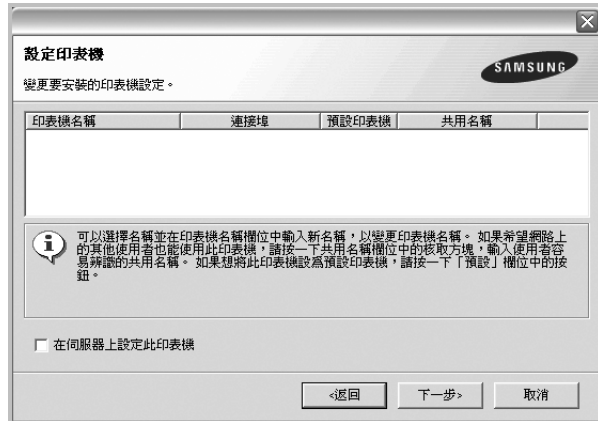 設定印表機
變更要安裝的印表機設定。
SAMSUNG
印表機名稱 連接埠 預設印表機 共用名稱
可以選擇名稱並在印表機名稱欄位中輸入新名稱，以變更印表機名稱。如果希望網路上
的其他使用者也能使用此印表機，請按一下共用名稱欄位中的核取方塊，輸入使用者容
易辨識的共用名稱。如果想將此印表機設為預設印表機，請按一下「預設」欄位中的按
鈕。
在伺服器上設定此印表機
<返回 下一步> 取消